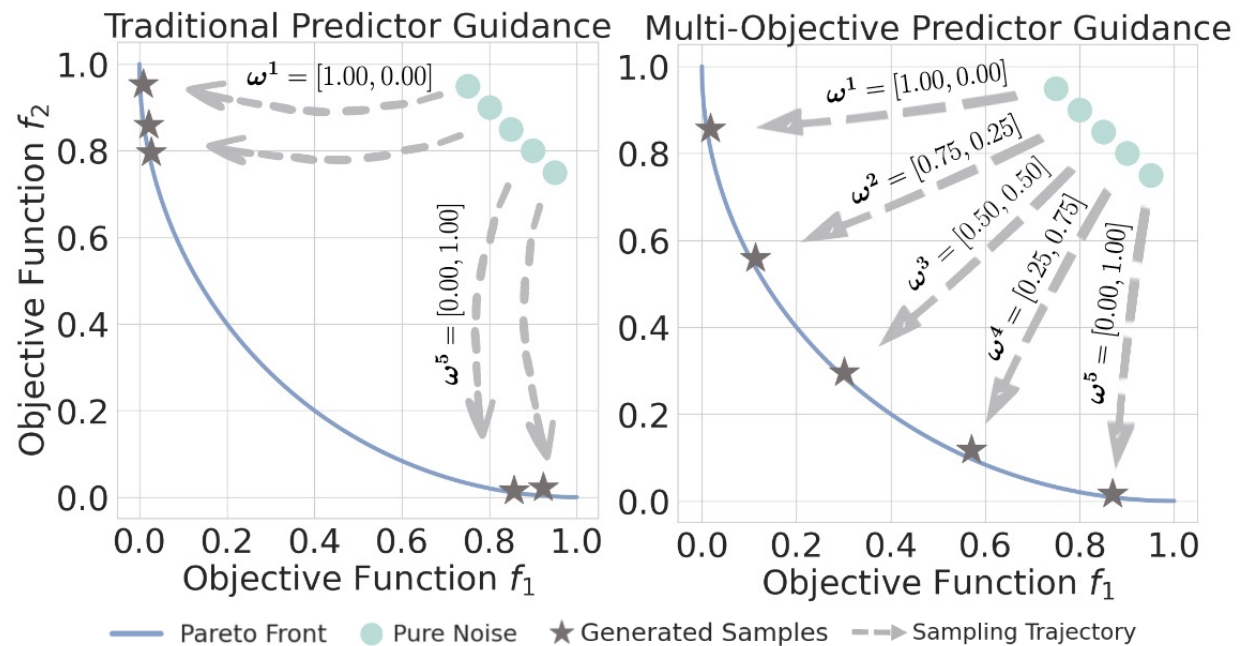 Traditional Predictor Guidance
Objective Function f₂
1.0
0.8
0.6
0.4
0.2
0.0
ω¹ = [1.00, 0.00]
ω⁵ = [0.00, 1.00]
0.0 0.2 0.4 0.6 0.8 1.0
Objective Function f₁
Multi-Objective Predictor Guidance
1.0
0.8
0.6
0.4
0.2
0.0
ω¹ = [1.00, 0.00]
ω² = [0.75, 0.25]
ω³ = [0.50, 0.50]
ω⁴ = [0.25, 0.75]
ω⁵ = [0.00, 1.00]
0.0 0.2 0.4 0.6 0.8 1.0
Objective Function f₁
Pareto Front Pure Noise Generated Samples Sampling Trajectory